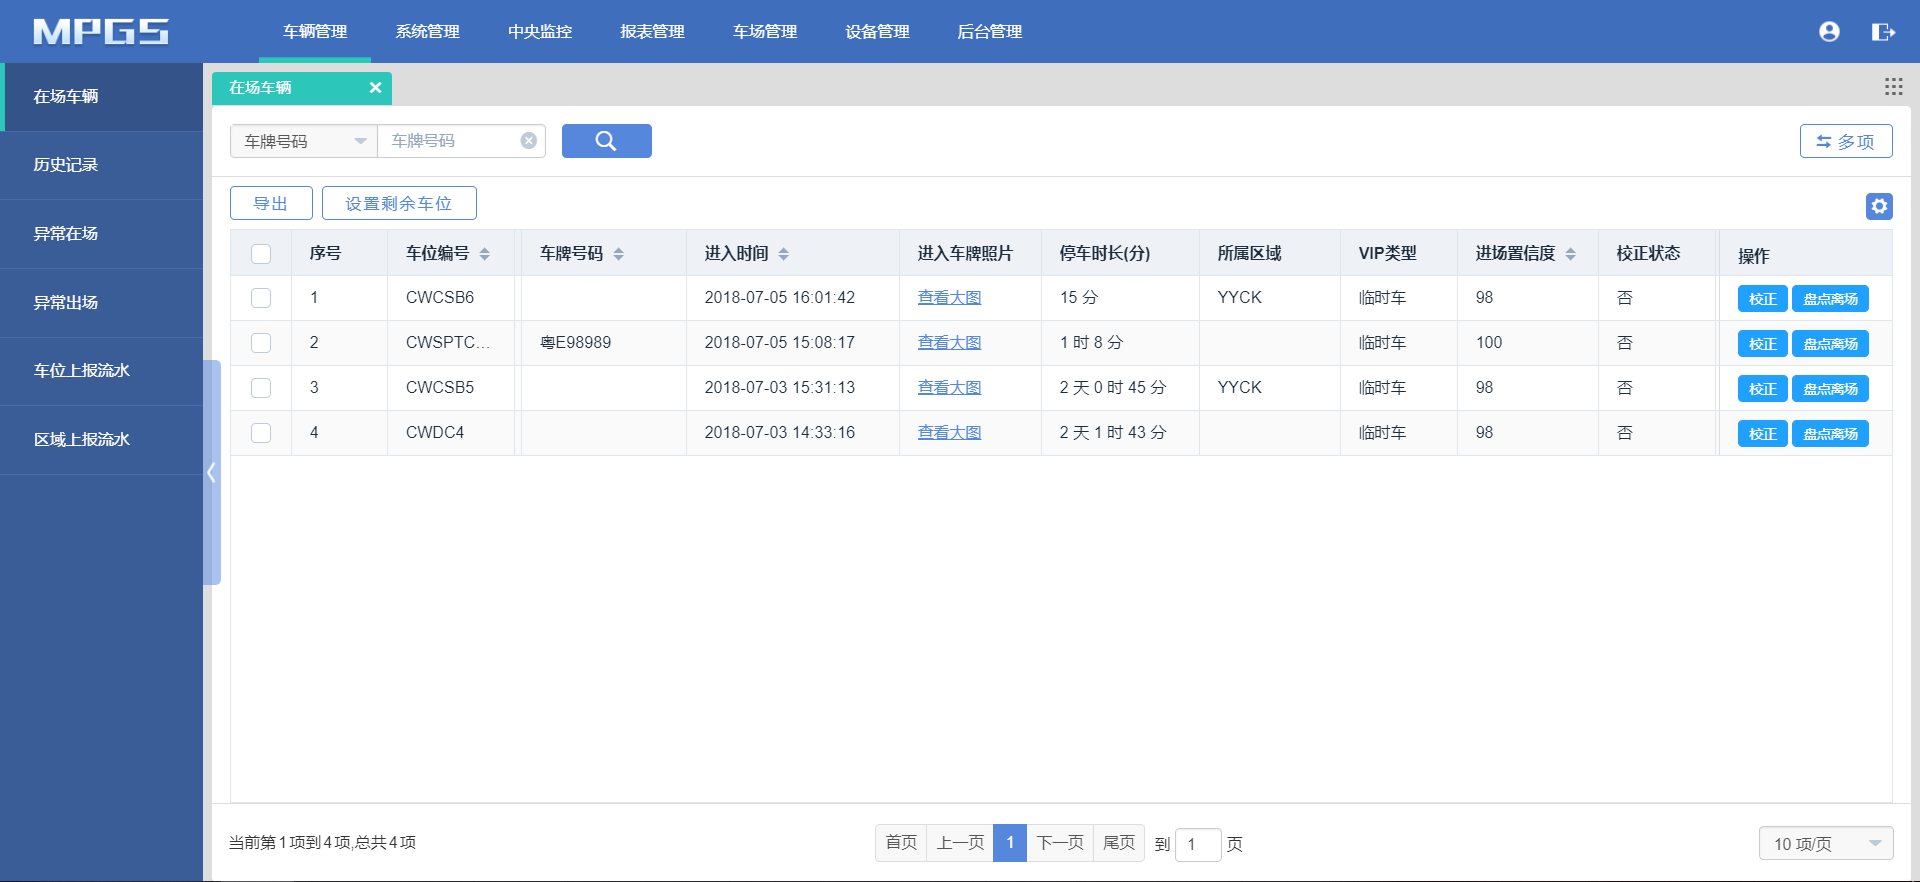 MPGS 车辆管理 系统管理 中央监控 报表管理 车场管理 设备管理 后台管理
在场车辆
历史记录
异常在场
异常出场
车位上报流水
区域上报流水
在场车辆
车牌号码 车牌号码 多项
导出 设置剩余车位
序号 车位编号 车牌号码 进入时间 进入车牌照片 停车时长(分) 所属区域 VIP类型 进场置信度 校正状态 操作
1 CWCSB6 2018-07-05 16:01:42 查看大图 15 分 YYCK 临时车 98 否 校正 盘点离场
2 CWSPTC... 粤E98989 2018-07-05 15:08:17 查看大图 1 时 8 分 临时车 100 否 校正 盘点离场
3 CWCSB5 2018-07-03 15:31:13 查看大图 2 天 0 时 45 分 YYCK 临时车 98 否 校正 盘点离场
4 CWDC4 2018-07-03 14:33:16 查看大图 2 天 1 时 43 分 临时车 98 否 校正 盘点离场
当前第1项到4项,总共4项 首页 上一页 1 下一页 尾页 到 1 页 10 项/页